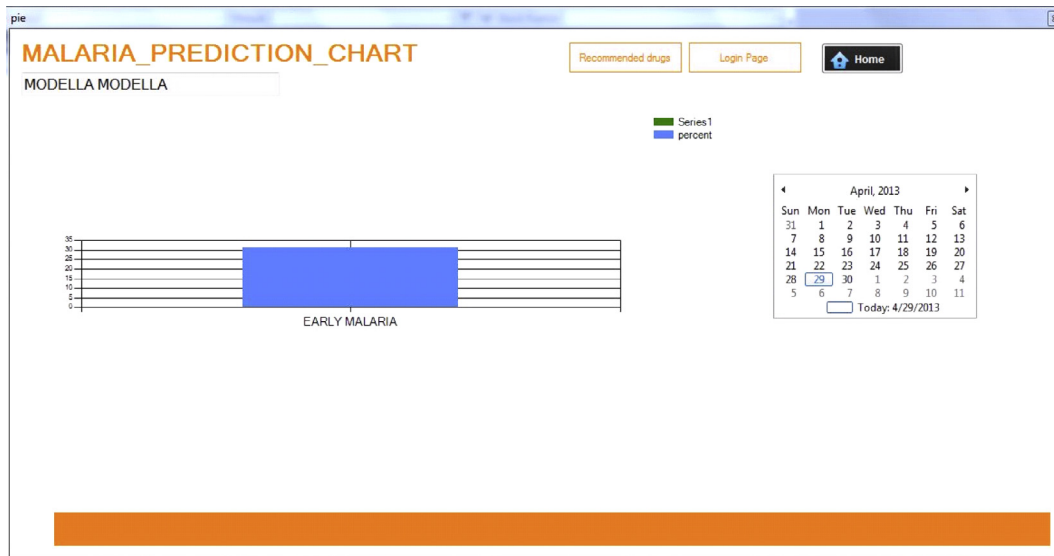 pie
MALARIA_PREDICTION_CHART
Recommended drugs
Login Page
Home
MODELLA MODELLA
Series1
percent
April, 2013
Sun Mon Tue Wed Thu Fri Sat
31 1 2 3 4 5 6
7 8 9 10 11 12 13
14 15 16 17 18 19 20
21 22 23 24 25 26 27
28 29 30 1 2 3 4
5 6 7 8 9 10 11
Today: 4/29/2013
35
30
25
20
15
10
5
0
EARLY MALARIA